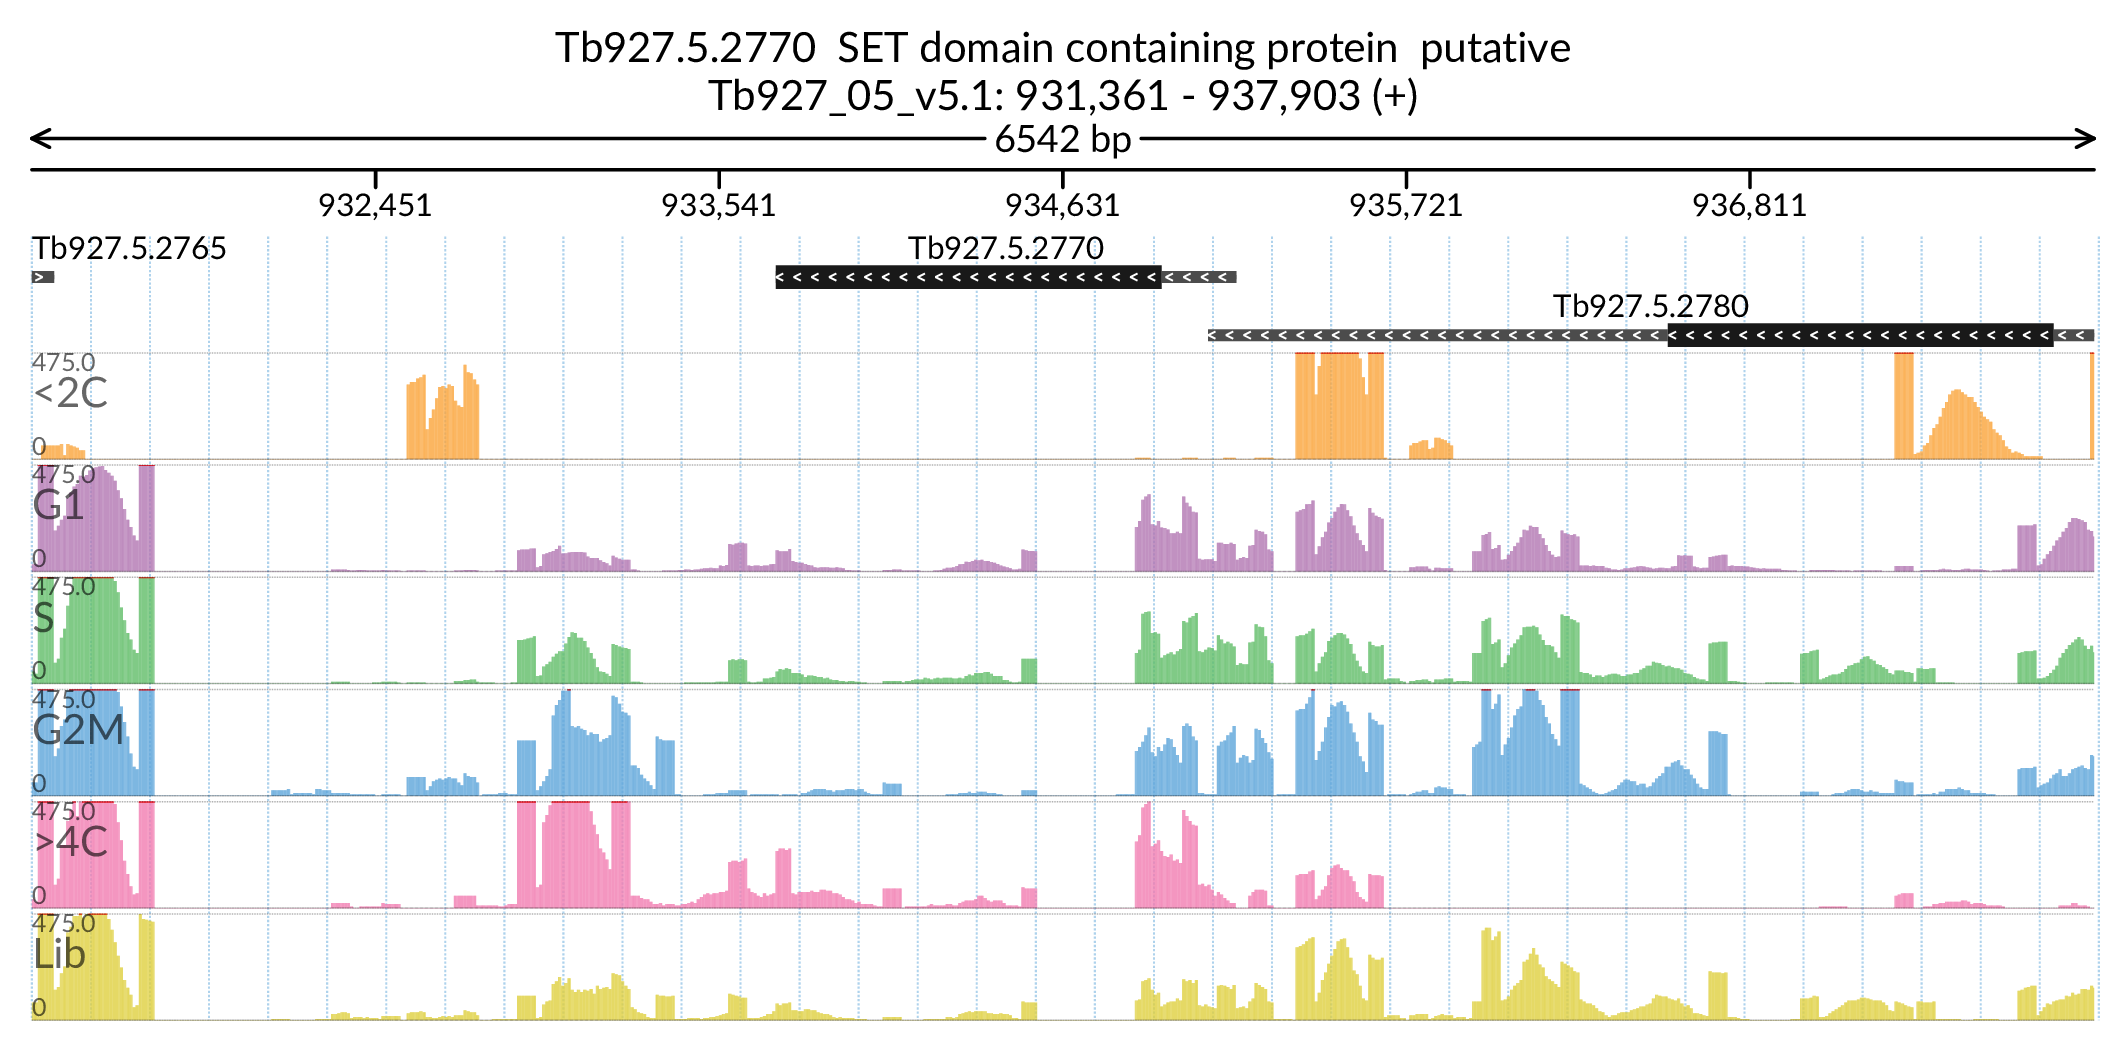 Tb927.5.2770  SET domain containing protein  putative
Tb927_05_v5.1: 931,361 - 937,903 (+)
6542 bp
932,451 933,541 934,631 935,721 936,811
Tb927.5.2765 Tb927.5.2770
Tb927.5.2780
475.0
<2C
0
475.0
G1
0
475.0
S
0
475.0
G2M
0
475.0
>4C
0
475.0
Lib
0